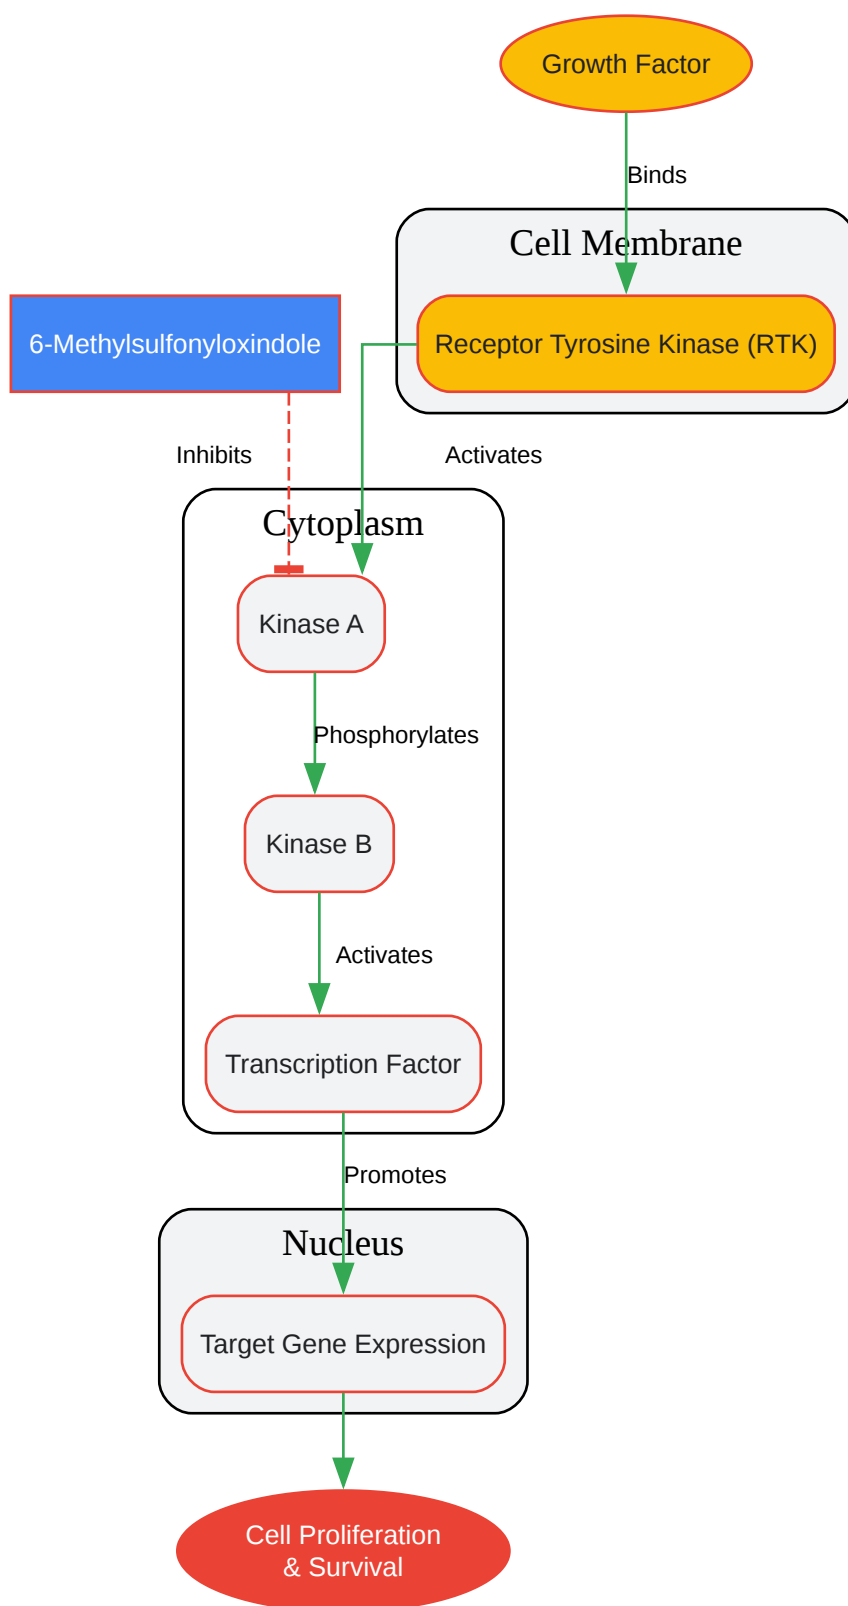 Growth Factor
Binds
Cell Membrane
6-Methylsulfonyloxindole
Receptor Tyrosine Kinase (RTK)
Inhibits
Activates
Cytoplasm
Kinase A
Phosphorylates
Kinase B
Activates
Transcription Factor
Promotes
Nucleus
Target Gene Expression
Cell Proliferation
& Survival